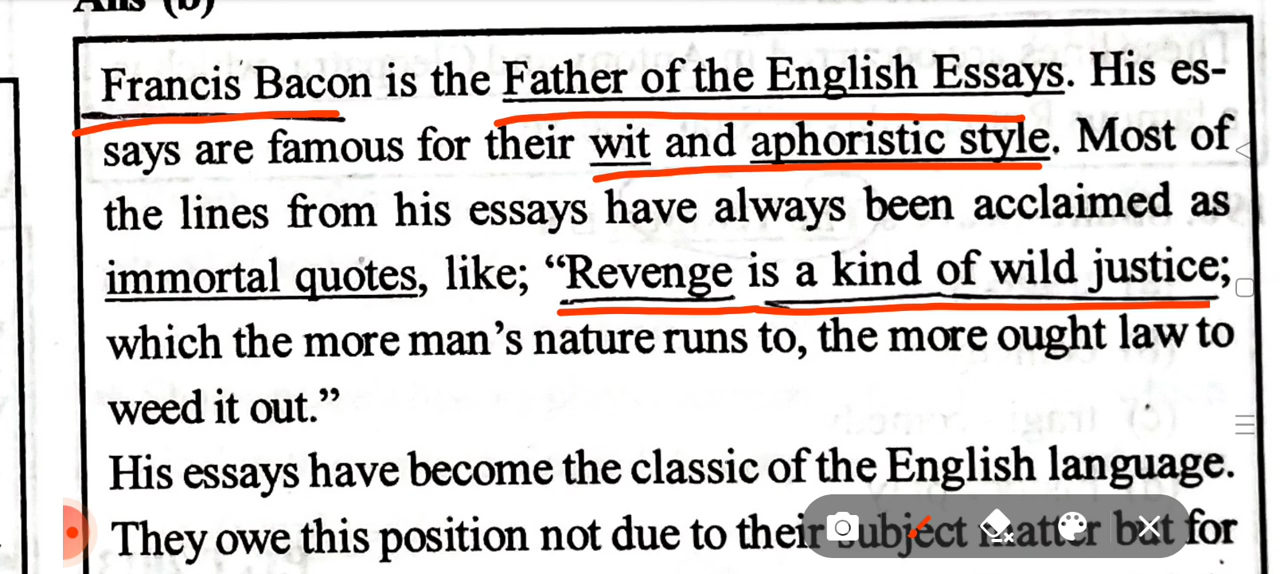 Ans (b)
Francis Bacon is the Father of the English Essays. His es-
says are famous for their wit and aphoristic style. Most of
the lines from his essays have always been acclaimed as
immortal quotes, like; “Revenge is a kind of wild justice;
which the more man’s nature runs to, the more ought law to
weed it out.”
His essays have become the classic of the English language.
They owe this position not due to their subject matter but for